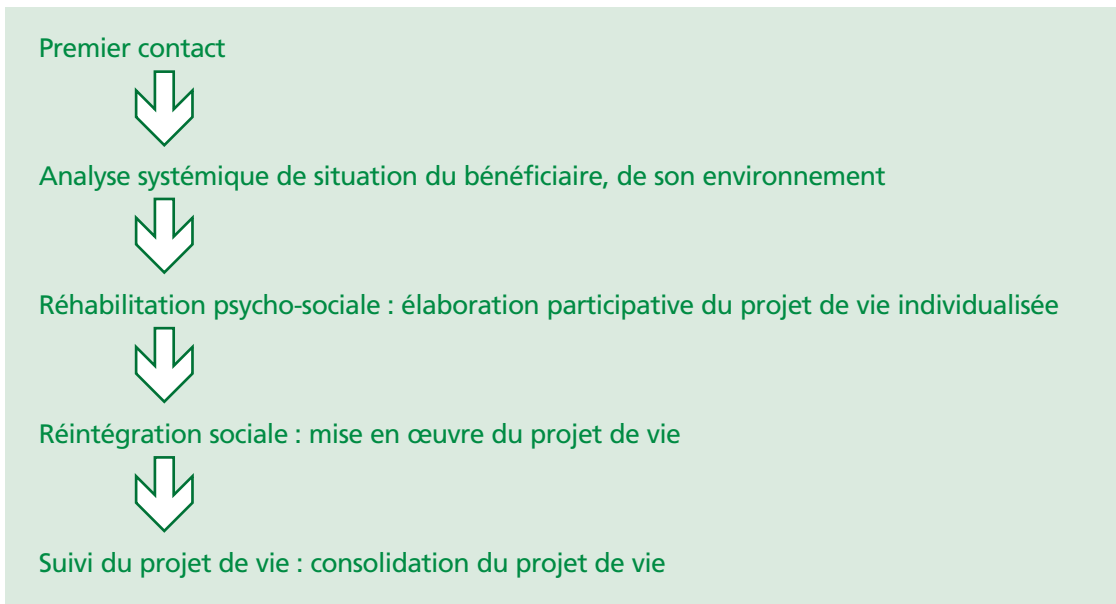 Premier contact
Analyse systémique de situation du bénéficiaire, de son environnement
Réhabilitation psycho-sociale : élaboration participative du projet de vie individualisée
Réintégration sociale : mise en œuvre du projet de vie
Suivi du projet de vie : consolidation du projet de vie